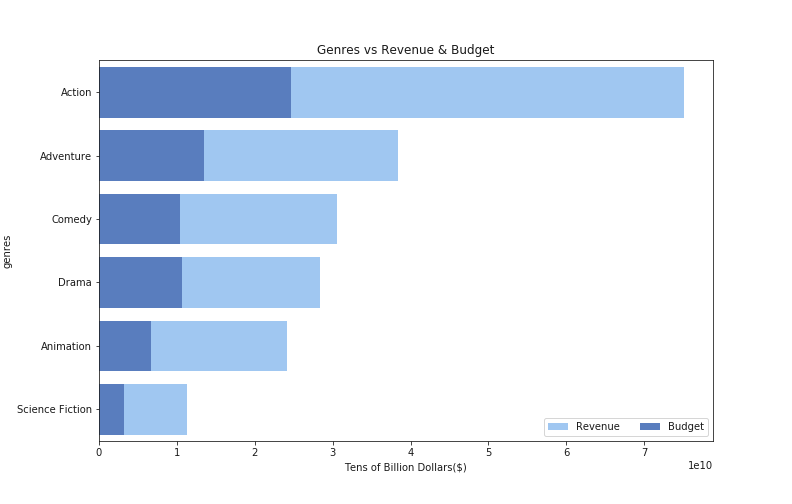 Genres vs Revenue & Budget
genres
Action
Adventure
Comedy
Drama
Animation
Science Fiction
Revenue Budget
0 1 2 3 4 5 6 7
1e10
Tens of Billion Dollars($)